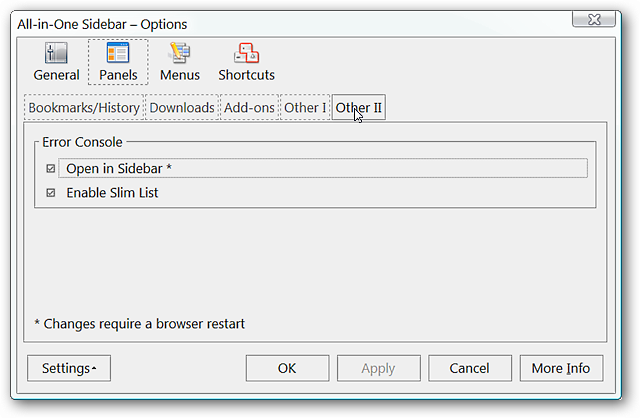 All-in-One Sidebar – Options
General Panels Menus Shortcuts
Bookmarks/History Downloads Add-ons Other I Other II
Error Console
Open in Sidebar *
Enable Slim List
* Changes require a browser restart
Settings OK Apply Cancel More Info